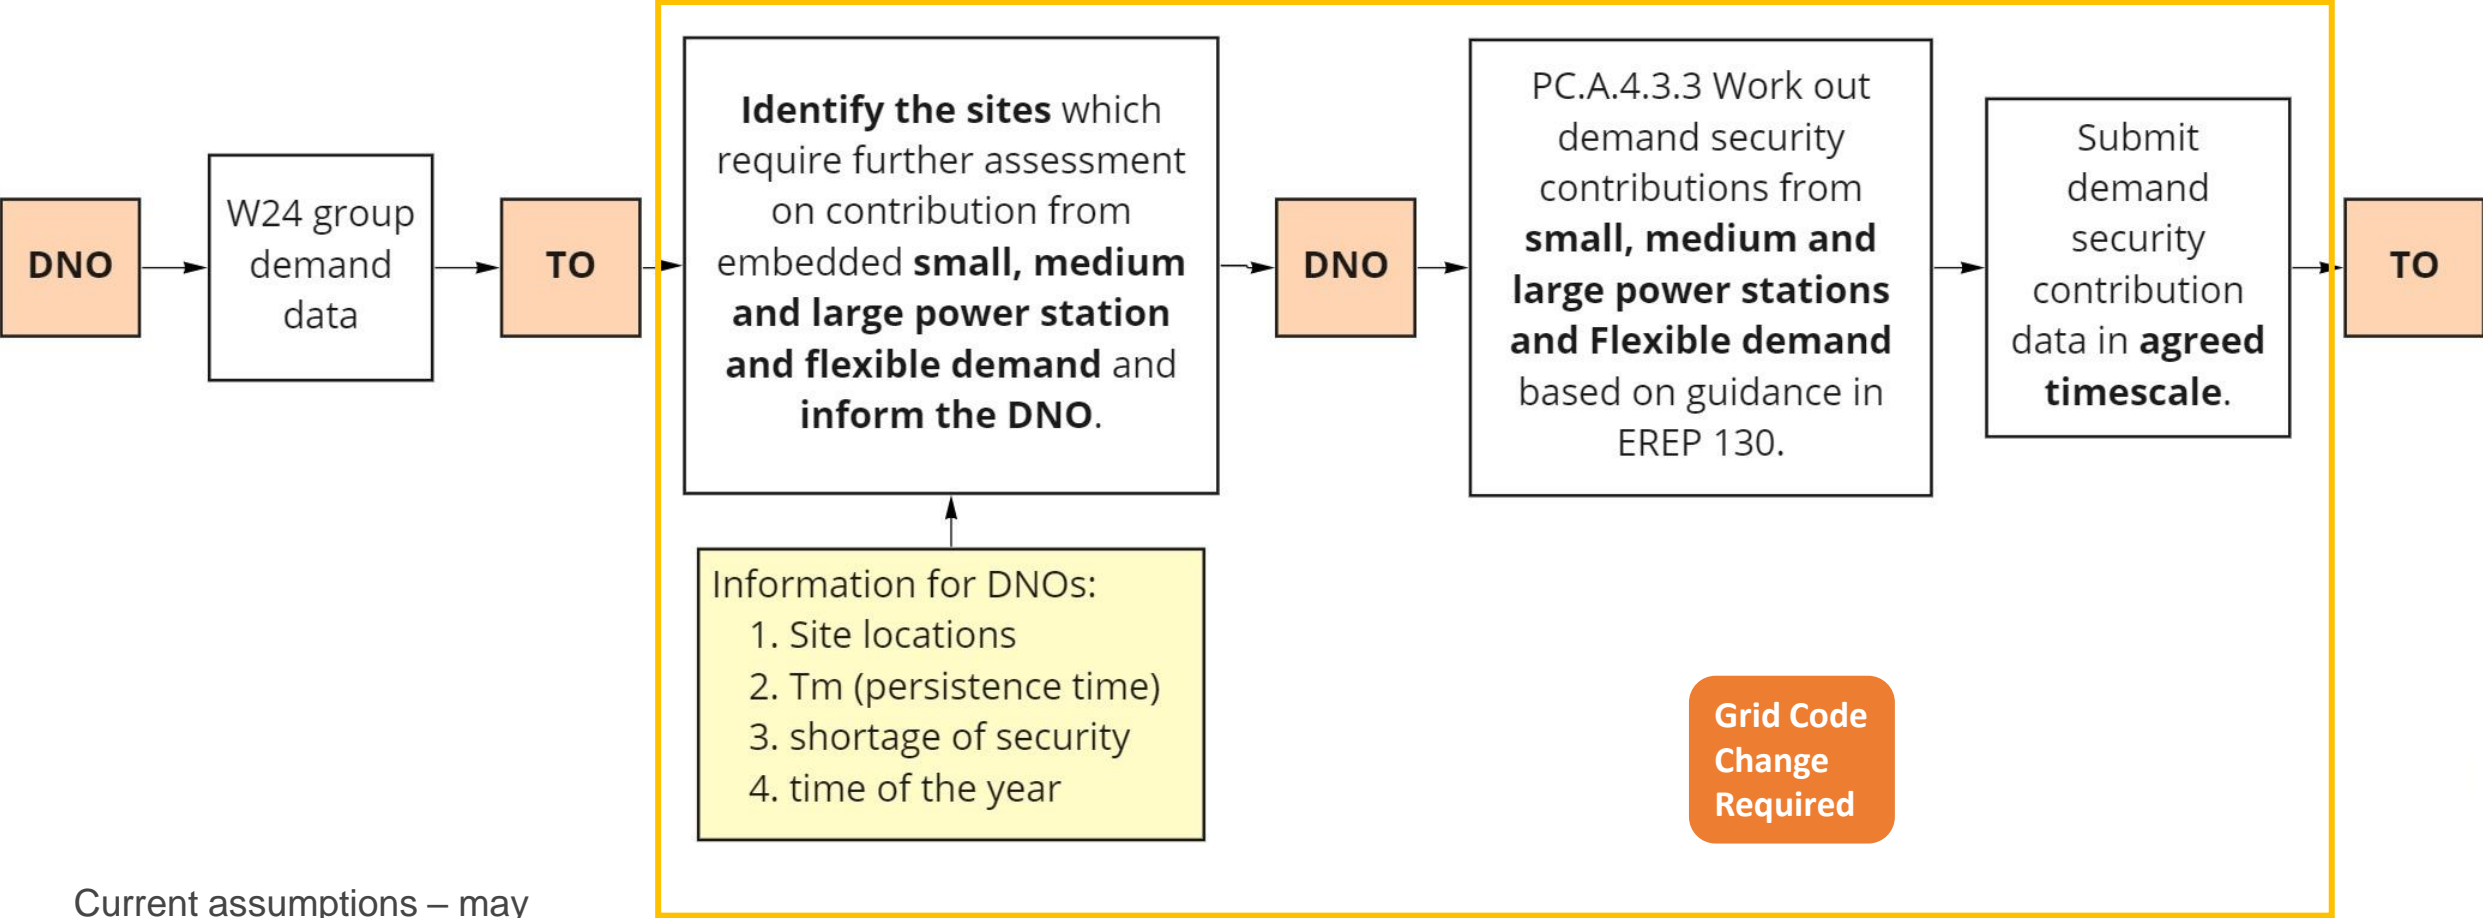 DNO
W24 group
demand
data
TO
Identify the sites which
require further assessment
on contribution from
embedded small, medium
and large power station
and flexible demand and
inform the DNO.
Information for DNOs:
1. Site locations
2. Tm (persistence time)
3. shortage of security
4. time of the year
DNO
PC.A.4.3.3 Work out
demand security
contributions from
small, medium and
large power stations
and Flexible demand
based on guidance in
EREP 130.
Submit
demand
security
contribution
data in agreed
timescale.
TO
Grid Code
Change
Required
Current assumptions – may